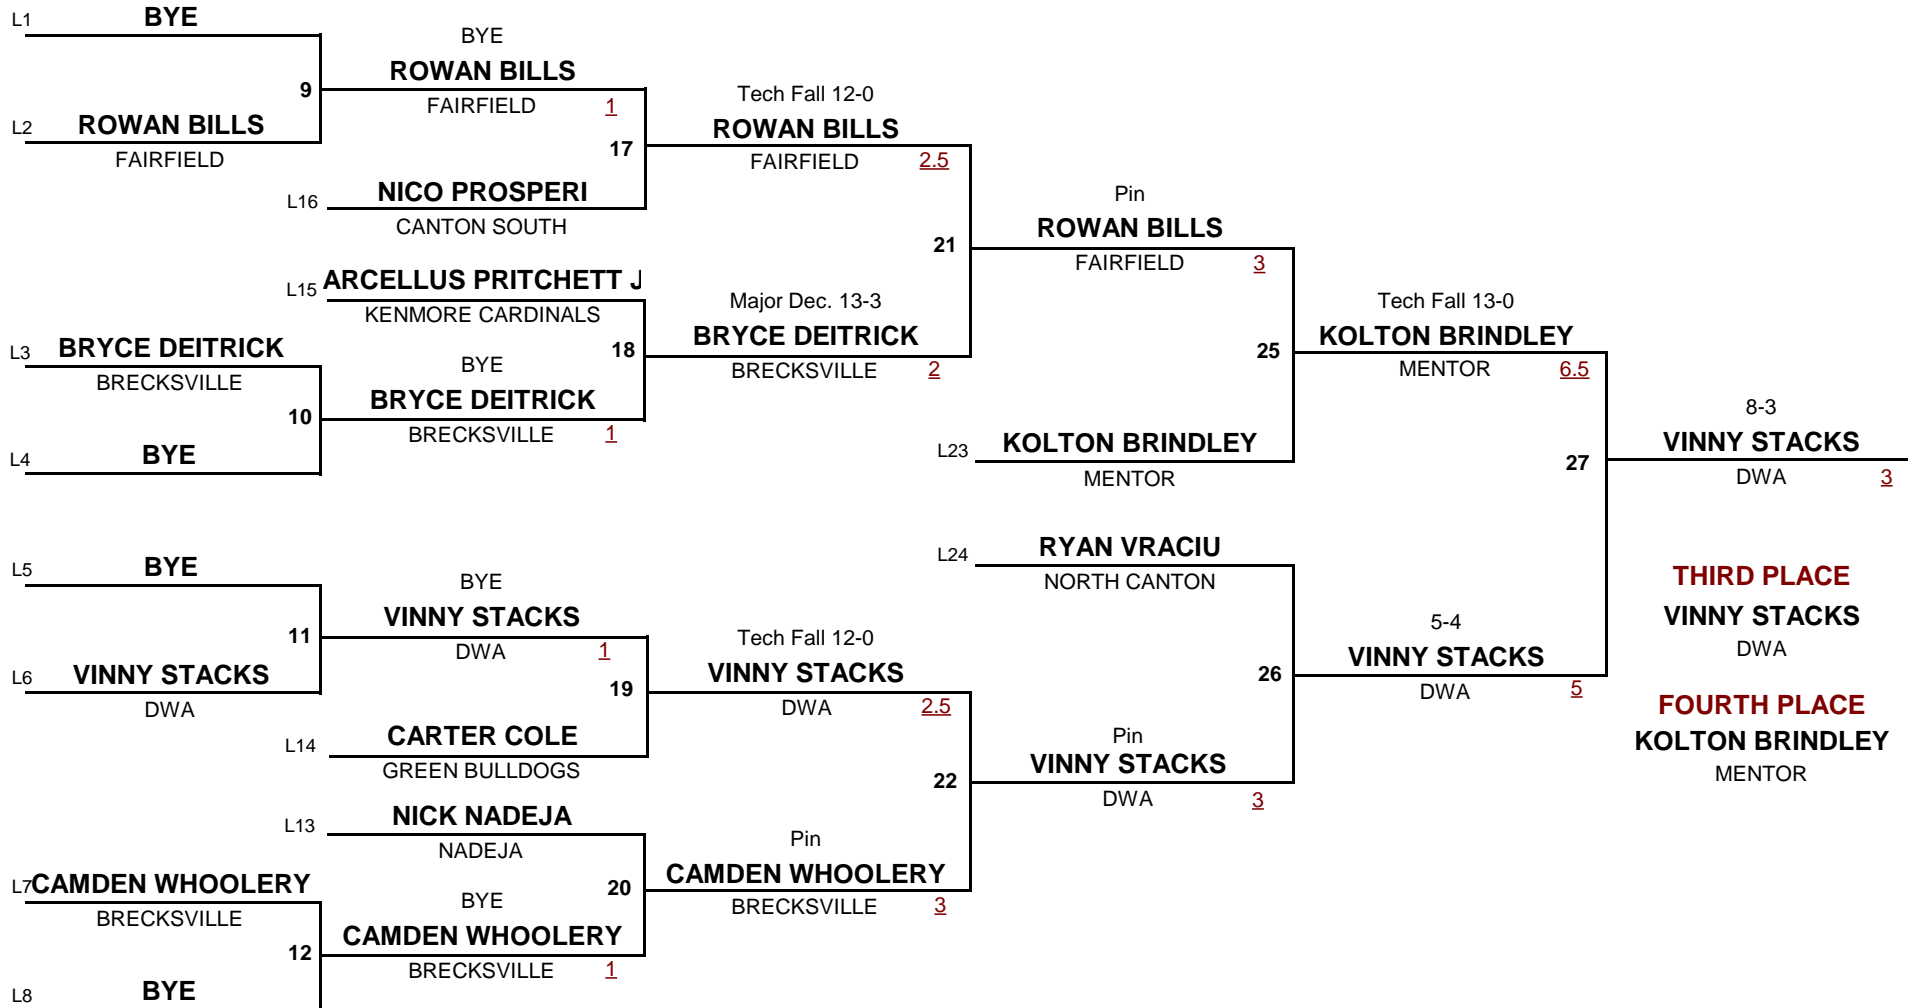 L1 BYE
BYE
ROWAN BILLS
9
FAIRFIELD 1
L2 ROWAN BILLS
FAIRFIELD
Tech Fall 12-0
ROWAN BILLS
17
FAIRFIELD 2.5
L16 NICO PROSPERI
CANTON SOUTH
Pin
ROWAN BILLS
21
FAIRFIELD 3
L15 ARCELLUS PRITCHETT J
KENMORE CARDINALS
Major Dec. 13-3
BRYCE DEITRICK
18
BRECKSVILLE 2
L3 BRYCE DEITRICK
BRECKSVILLE
BYE
BRYCE DEITRICK
10
BRECKSVILLE 1
L4 BYE
Tech Fall 13-0
KOLTON BRINDLEY
25
MENTOR 6.5
L23 KOLTON BRINDLEY
MENTOR
8-3
VINNY STACKS
27
DWA 3
L5 BYE
BYE
VINNY STACKS
11
DWA 1
L6 VINNY STACKS
DWA
L24 RYAN VRACIU
NORTH CANTON
Tech Fall 12-0
VINNY STACKS
19
DWA 2.5
L14 CARTER COLE
GREEN BULLDOGS
5-4
VINNY STACKS
26
DWA 5
THIRD PLACE
VINNY STACKS
DWA
FOURTH PLACE
KOLTON BRINDLEY
MENTOR
Pin
VINNY STACKS
22
DWA 3
L13 NICK NADEJA
NADEJA
Pin
CAMDEN WHOOLERY
20
BRECKSVILLE 3
L7 CAMDEN WHOOLERY
BRECKSVILLE
BYE
CAMDEN WHOOLERY
12
BRECKSVILLE 1
L8 BYE